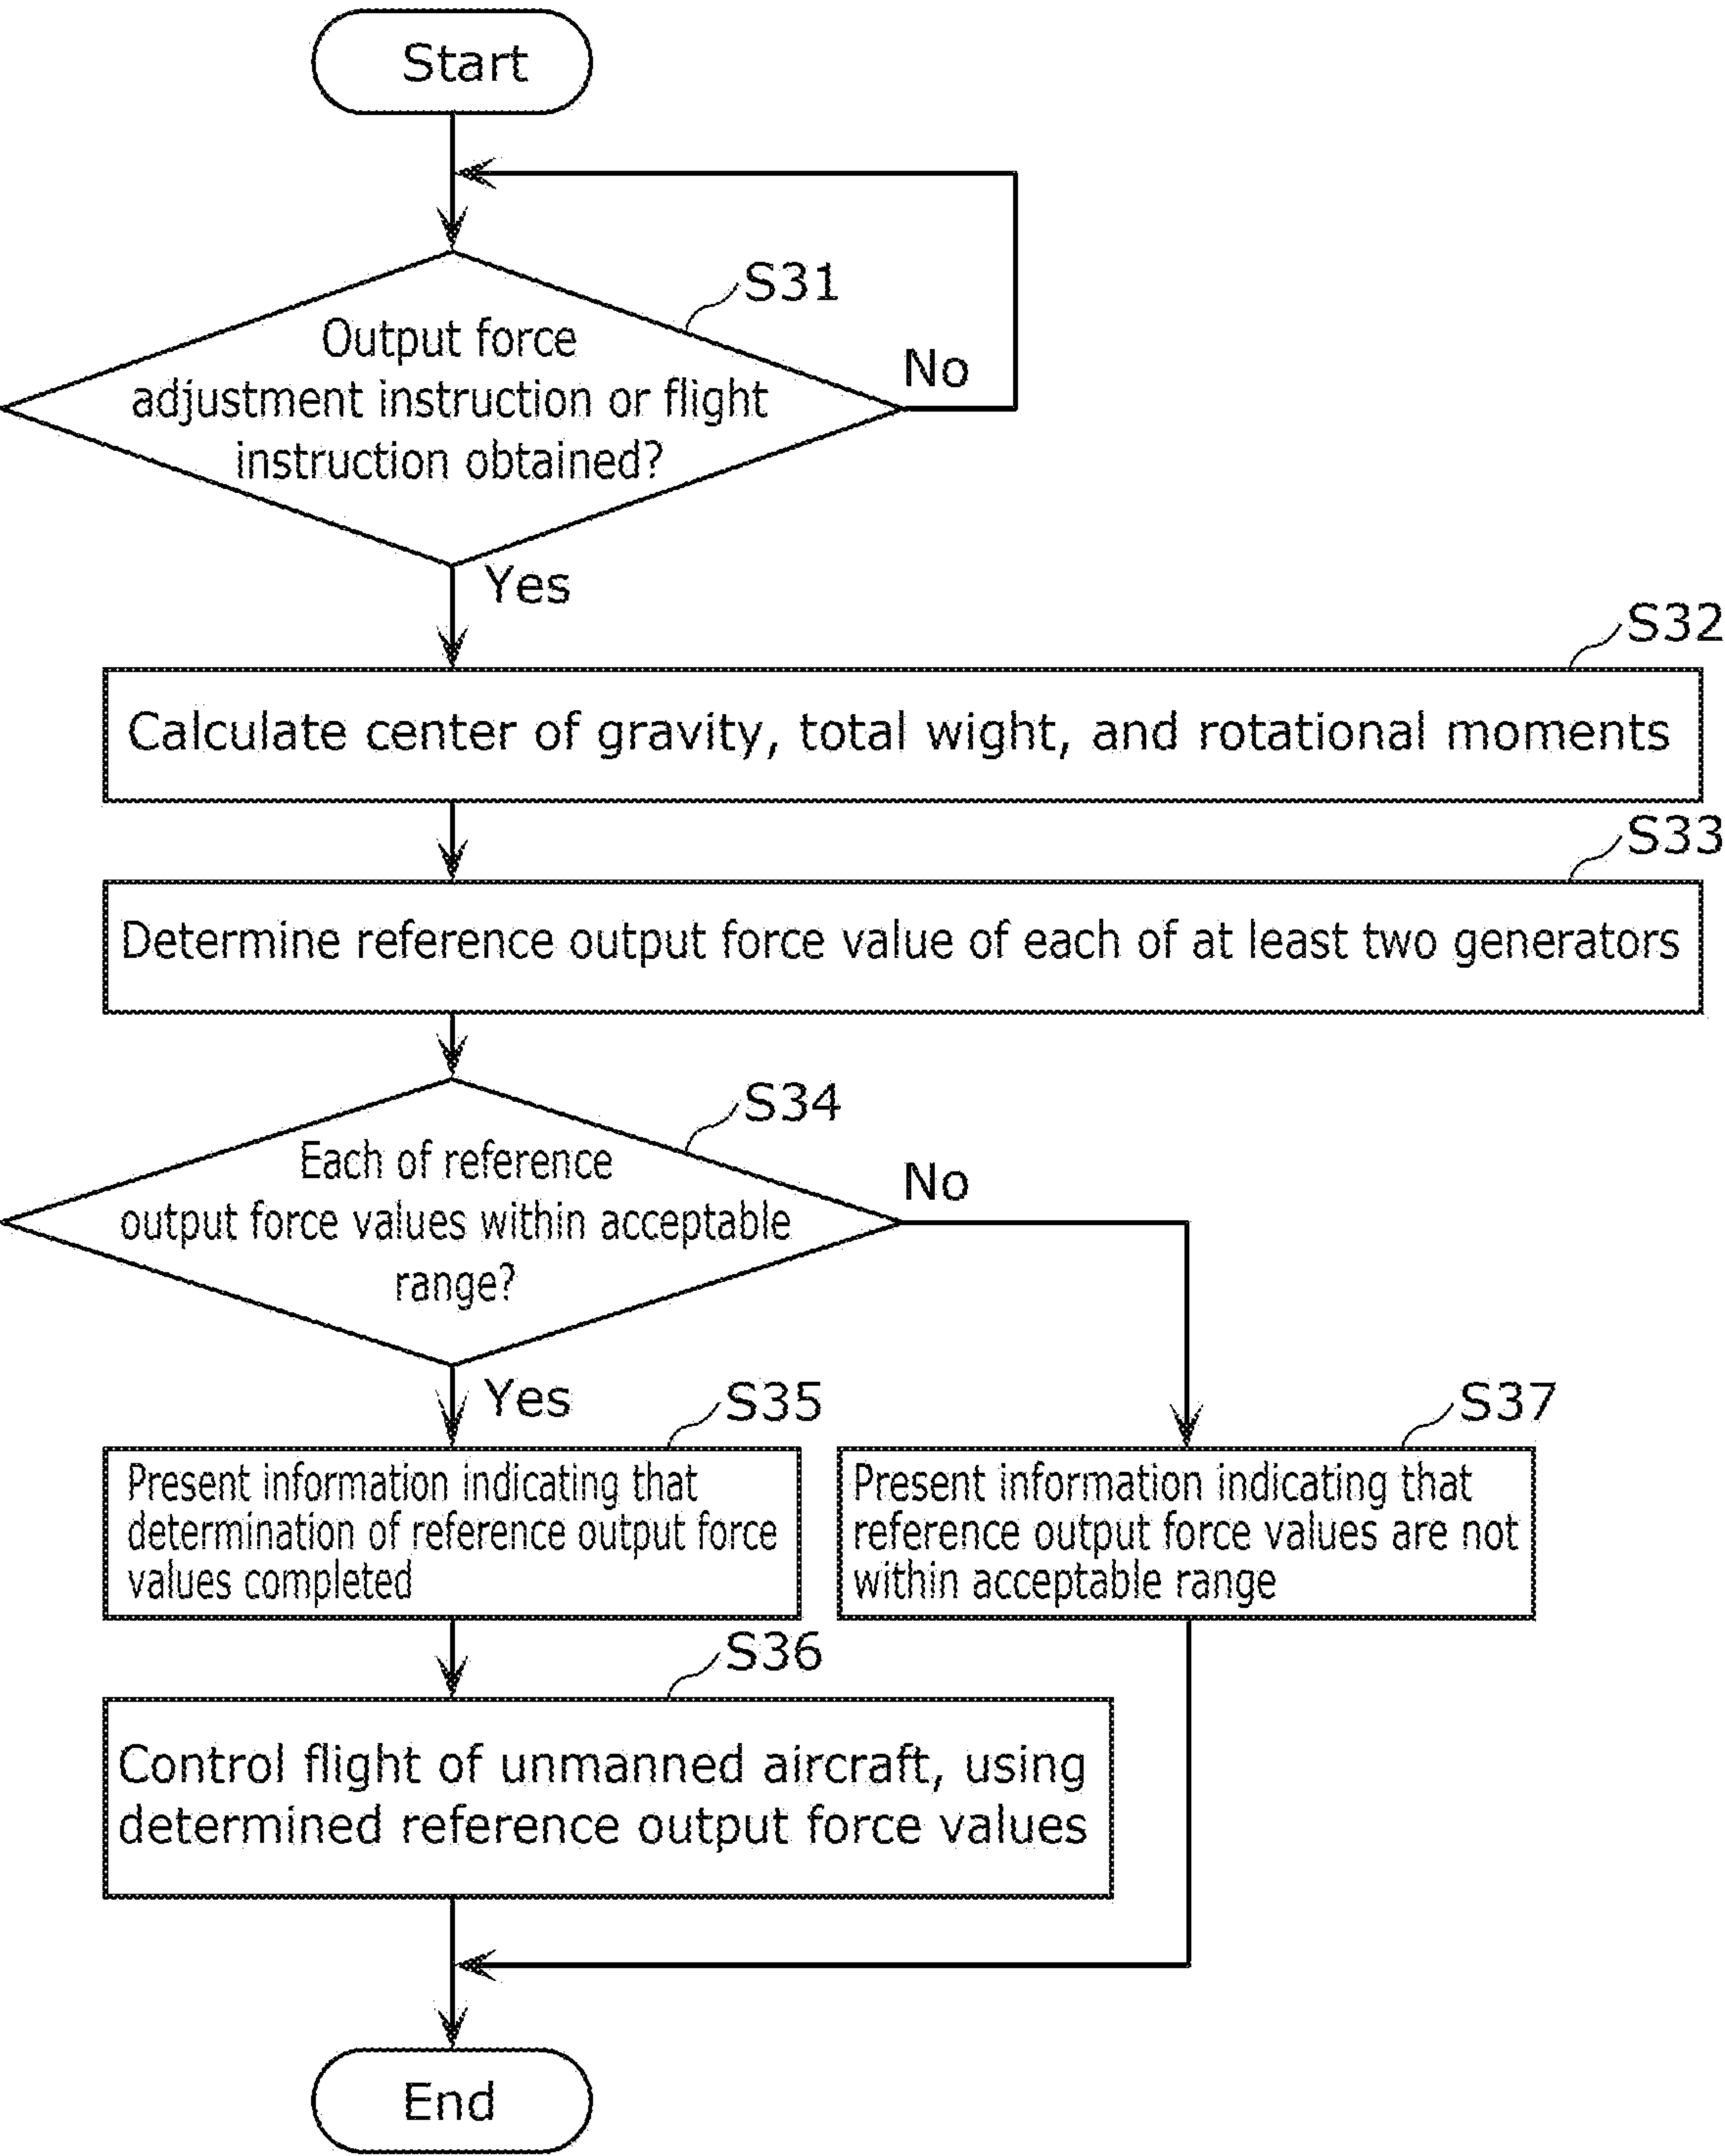 Start
S31
Output force
adjustment instruction or flight
instruction obtained?
No
Yes
S32
Calculate center of gravity, total wight, and rotational moments
S33
Determine reference output force value of each of at least two generators
S34
Each of reference
output force values within acceptable
range?
No
Yes
S35
Present information indicating that
determination of reference output force
values completed
S37
Present information indicating that
reference output force values are not
within acceptable range
S36
Control flight of unmanned aircraft, using
determined reference output force values
End